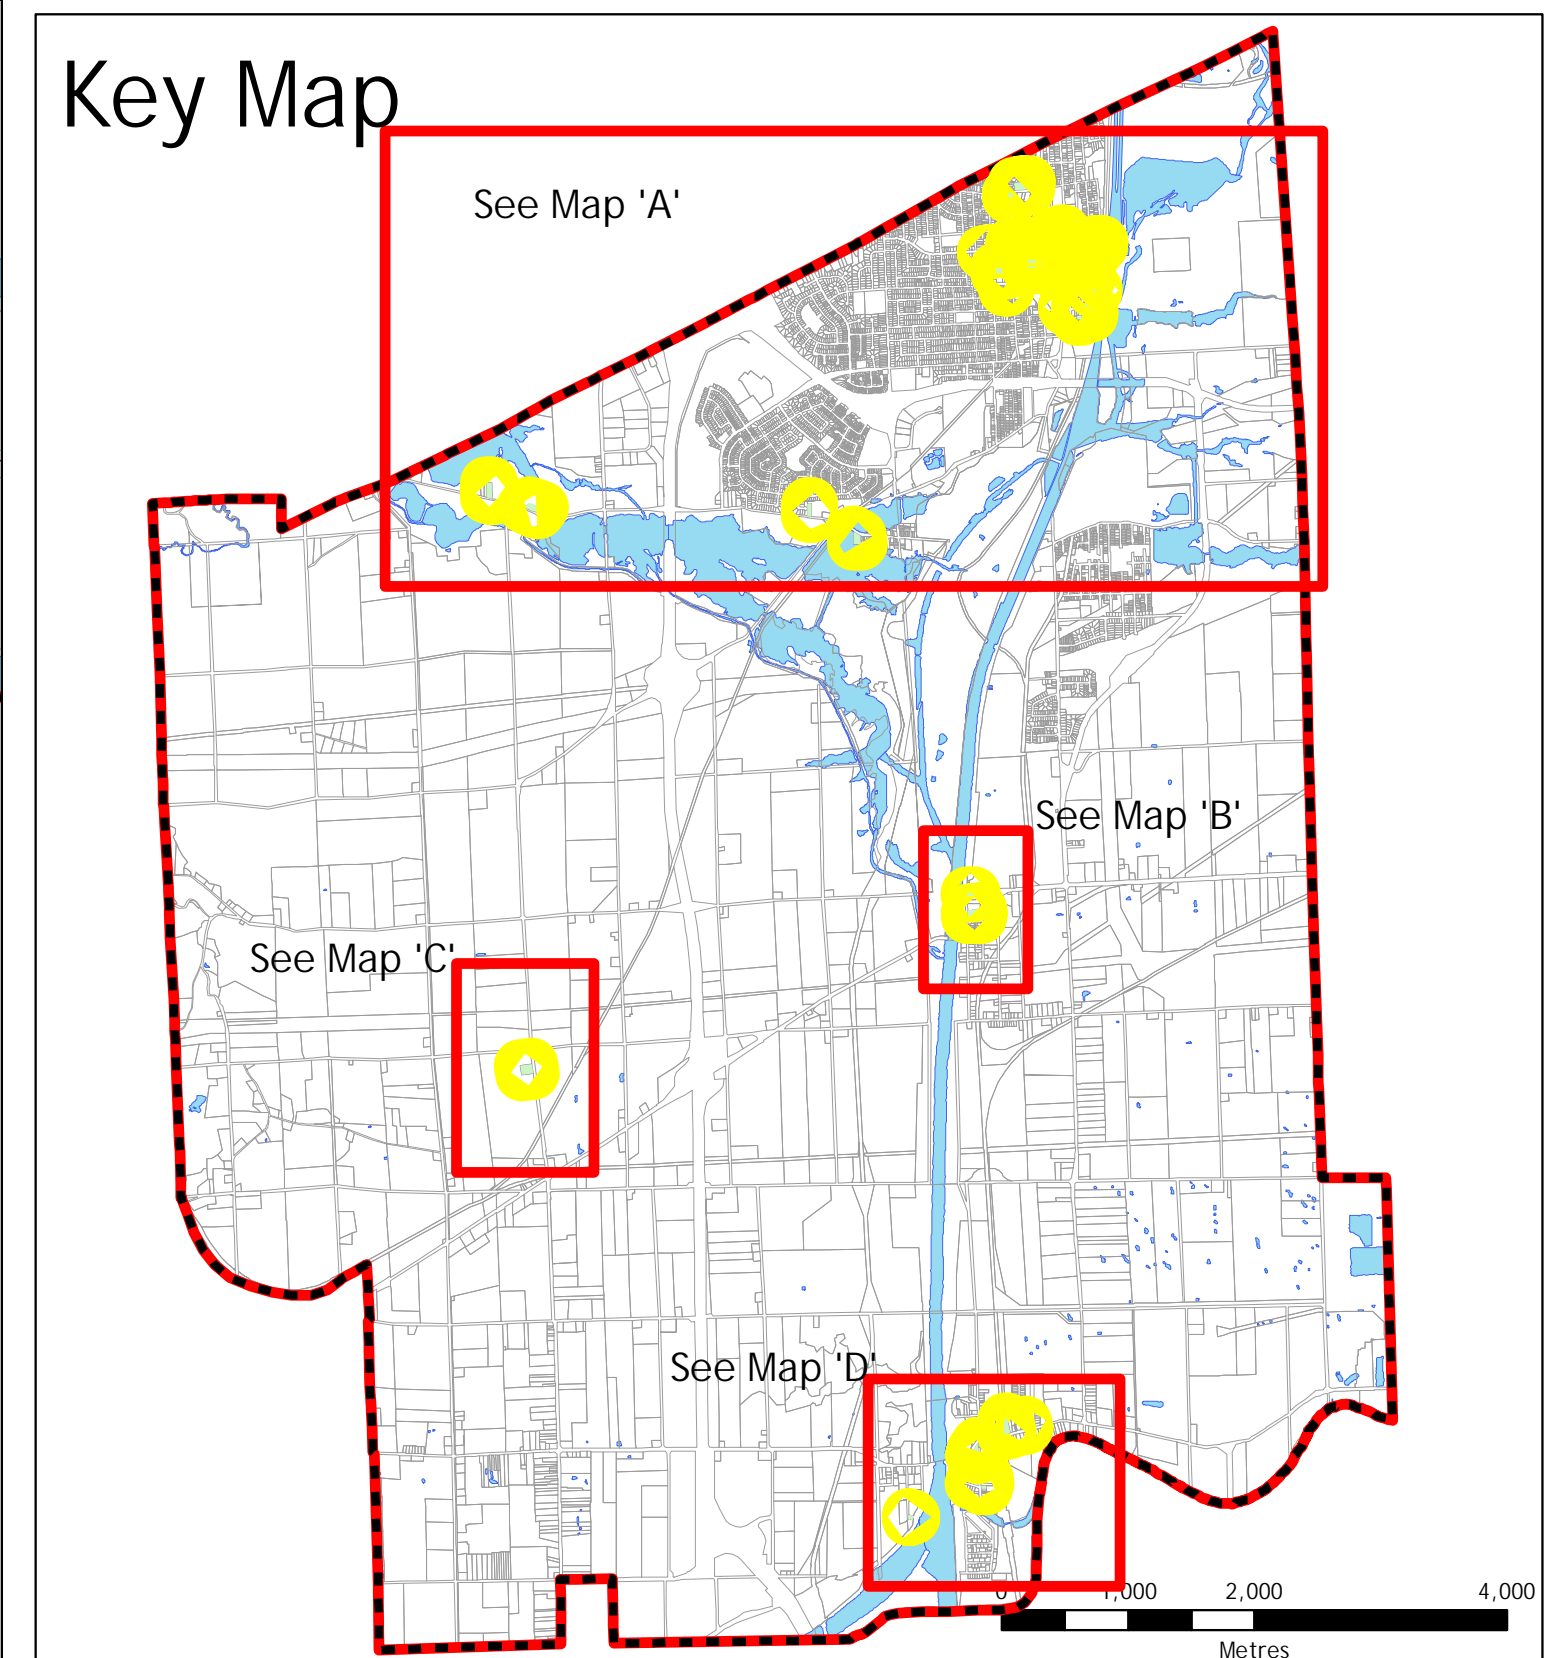 Key Map
See Map 'A'
See Map 'B'
See Map 'C'
See Map 'D'
0 1,000 2,000 4,000
Metres